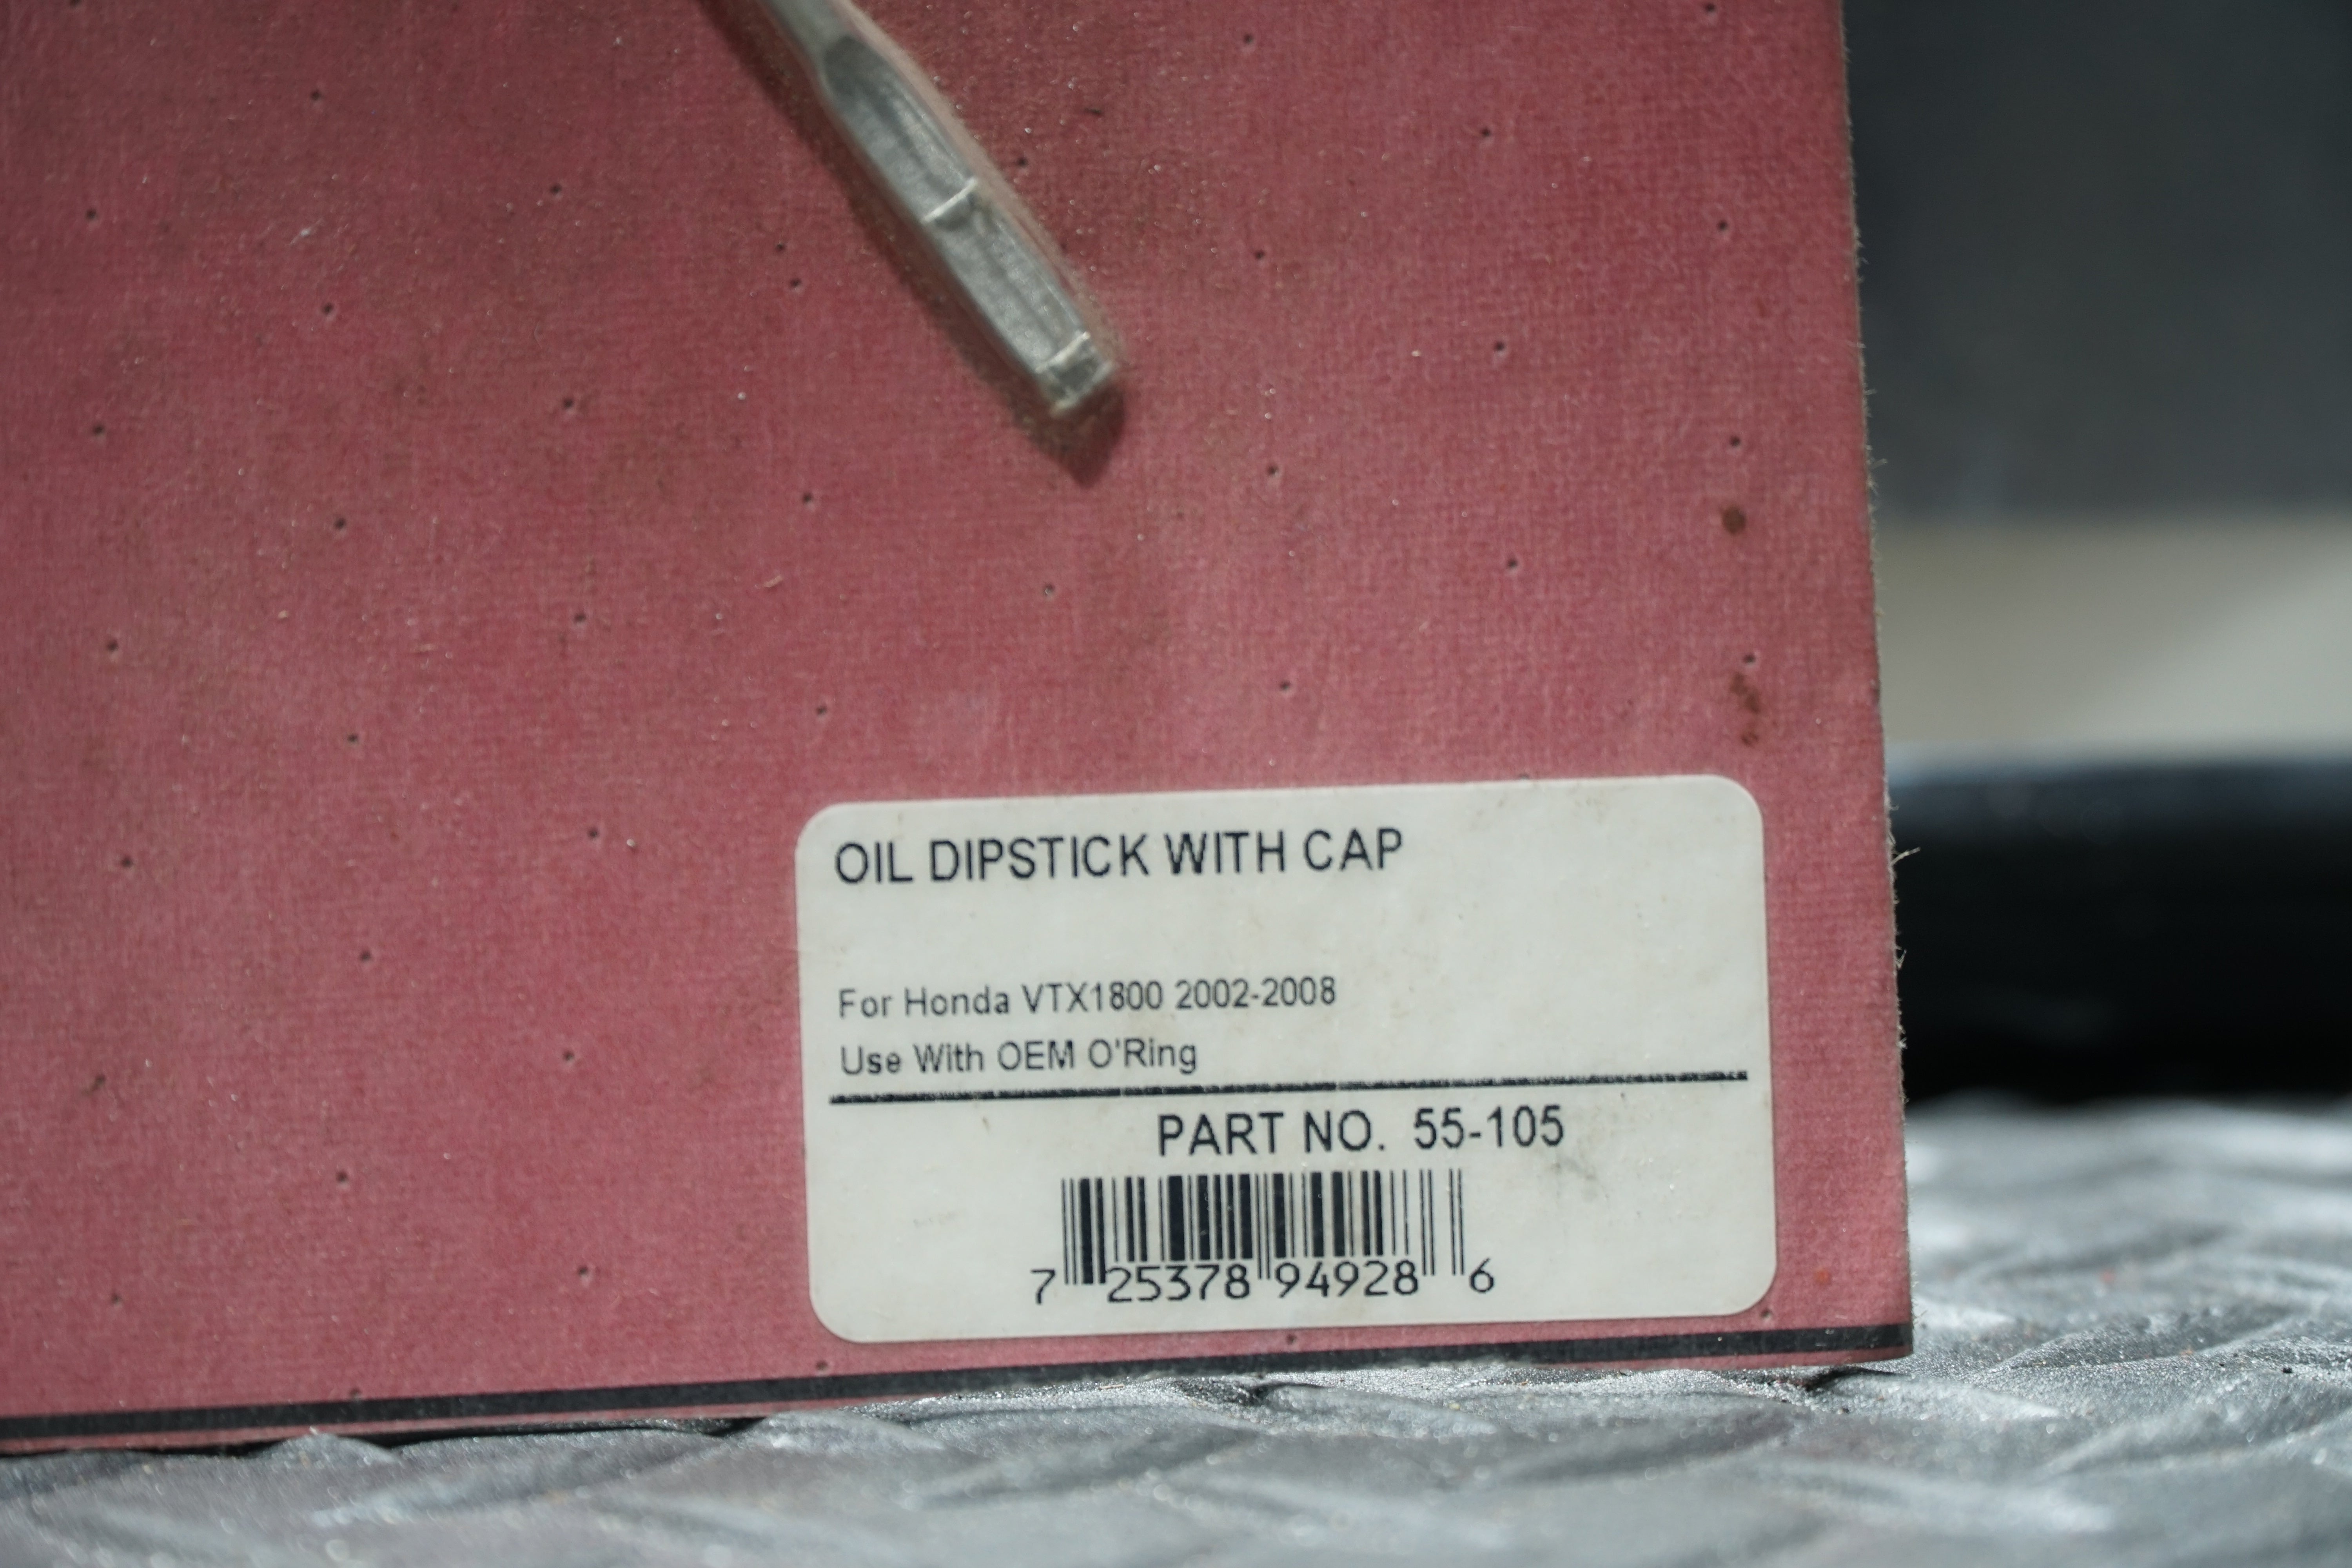 OIL DIPSTICK WITH CAP
For Honda VTX1800 2002-2008
Use With OEM O'Ring
PART NO. 55-105
7 25378 94928 6